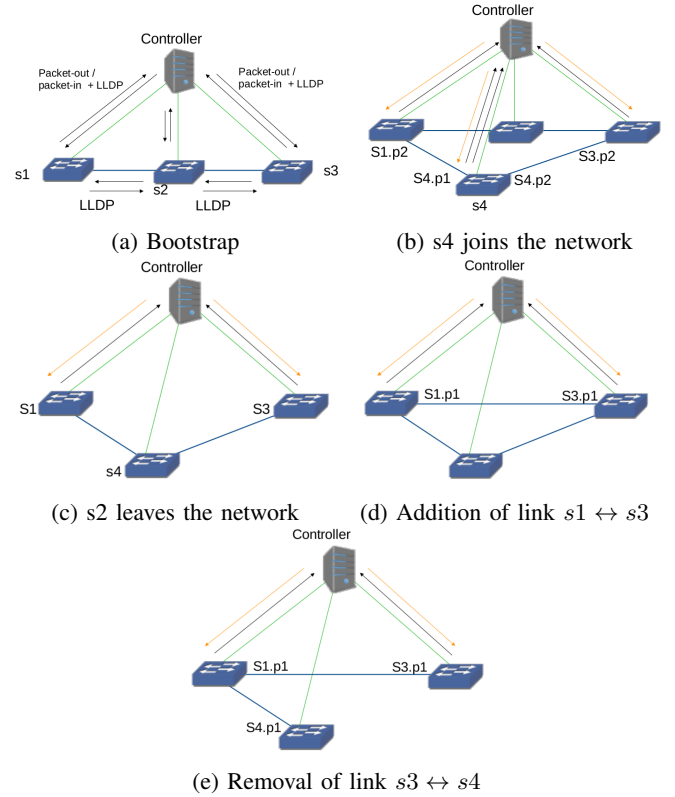 Controller
Packet-out /
packet-in + LLDP
Packet-out /
packet-in + LLDP
s1
s2
s3
LLDP
LLDP
(a) Bootstrap
Controller
S1.p2
S3.p2
S4.p1
S4.p2
s4
(b) s4 joins the network
Controller
S1
S3
s4
(c) s2 leaves the network
Controller
S1.p1
S3.p1
(d) Addition of link s1 ↔ s3
Controller
S1.p1
S3.p1
S4.p1
(e) Removal of link s3 ↔ s4